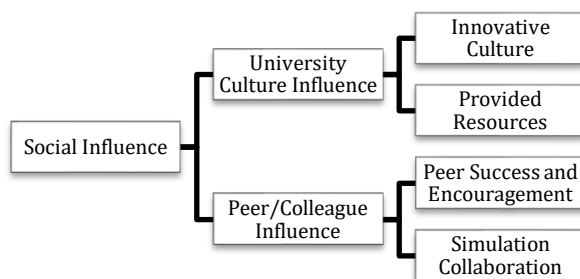 Social Influence
University
Culture Influence
Innovative
Culture
Provided
Resources
Peer/Colleague
Influence
Peer Success and
Encouragement
Simulation
Collaboration